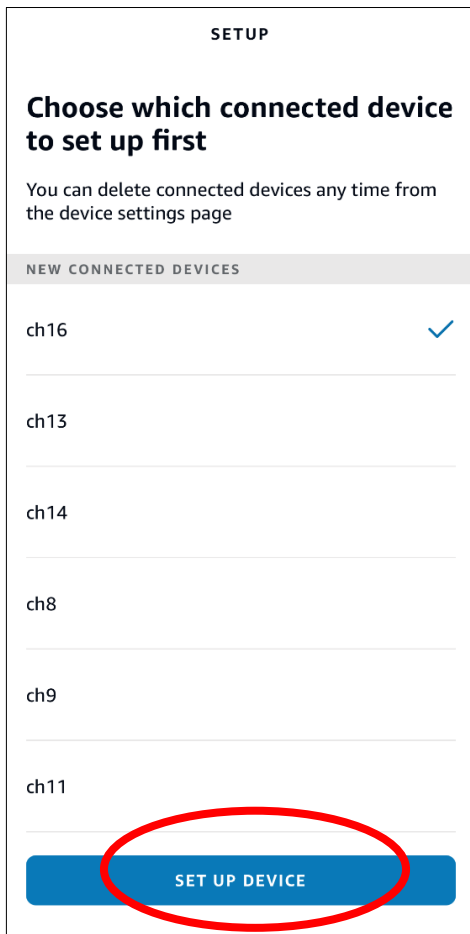 SETUP
Choose which connected device
to set up first
You can delete connected devices any time from
the device settings page
NEW CONNECTED DEVICES
ch16
ch13
ch14
ch8
ch9
ch11
SET UP DEVICE